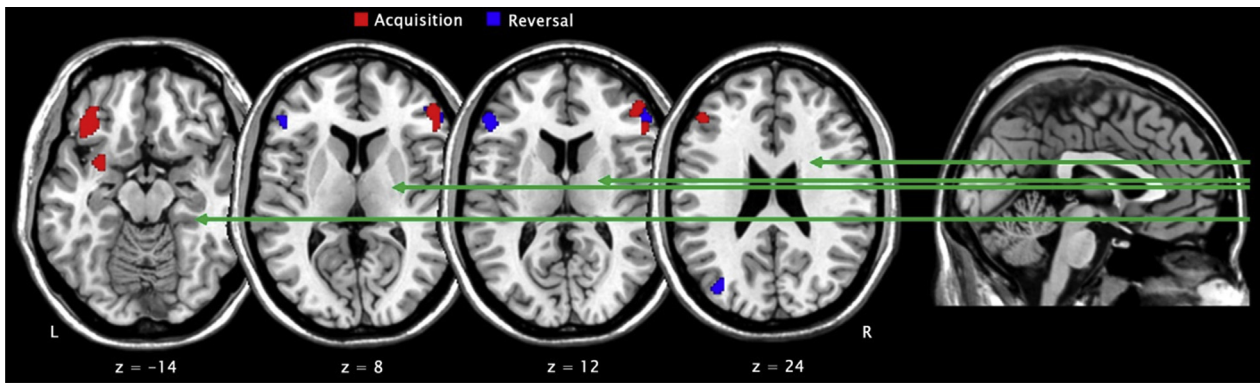 Acquisition Reversal
L R
z = -14 z = 8 z = 12 z = 24